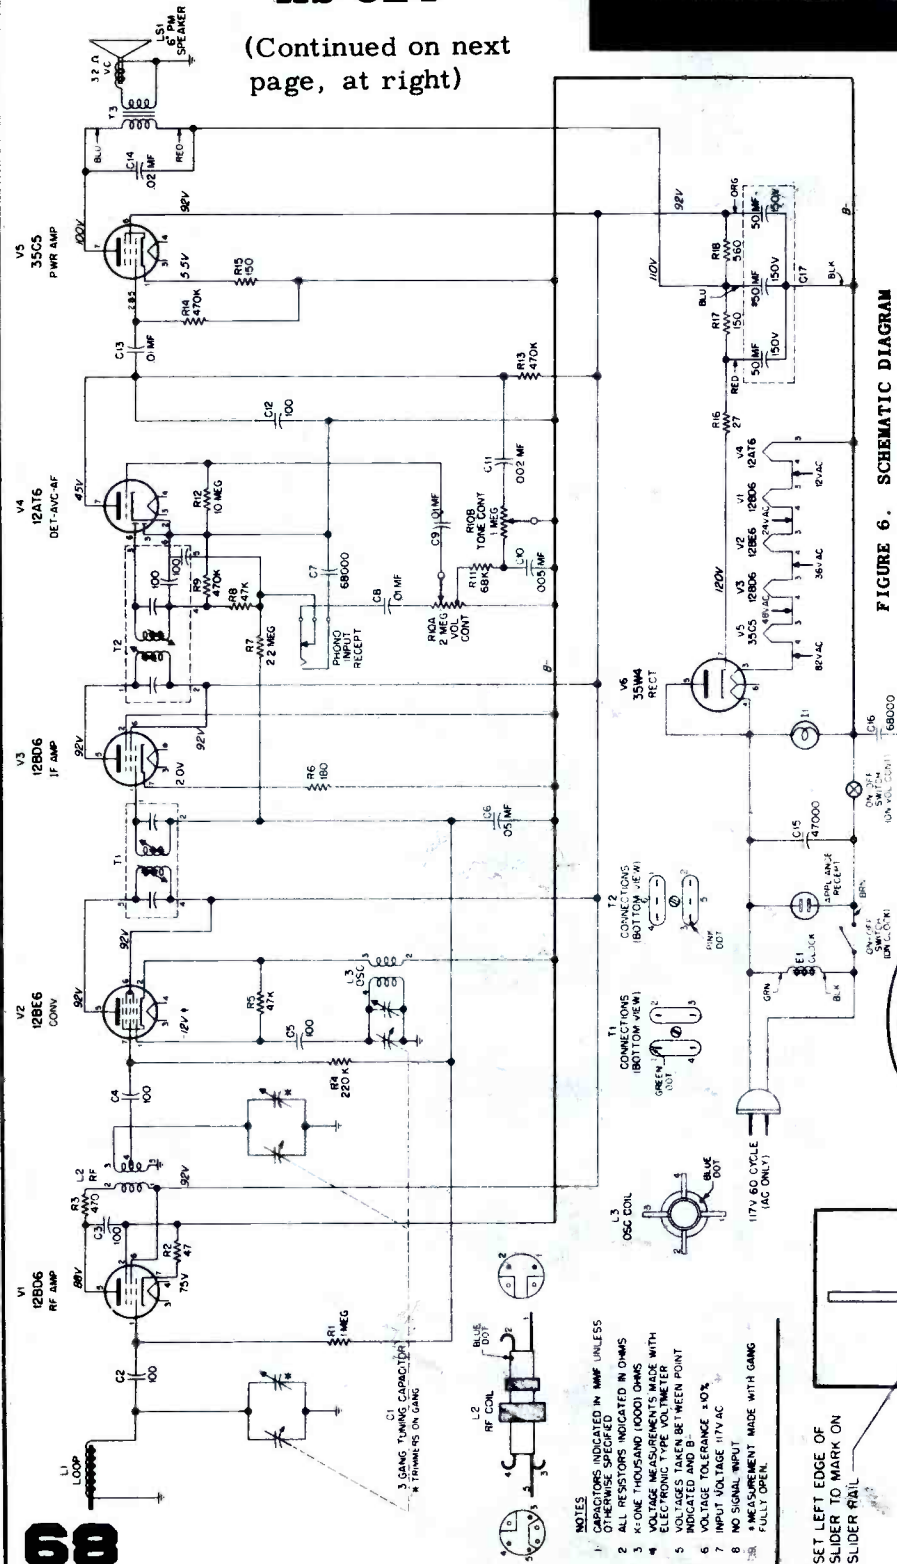 (Continued on next
page, at right)
68
L1
LOOP
C2
100
V1
12BD6
RF AMP
88V
C3
100
R3
470
L2
RF
R2
47
.75V
92V
R1
1 MEG
C1
3 GANG TUNING CAPACITOR
* TRIMMERS ON GANG
C4
100
R4
220K
V2
12BE6
CONV
92V
92V
C5
100
R5
47K
L3
OSC
T1
V3
12BD6
IF AMP
92V
92V
2.0V
R6
180
C6
.05 MF
T2
100
100
R9
470K
R8
47K
R7
2.2 MEG
PHONO
INPUT
RECEPT
V4
12AT6
DET-AVC-AF
45V
R12
10 MEG
C7
68000
C8
.01 MF
R10A
2 MEG
VOL
CONT
C9
.01MF
R11
68K
R10B
TONE CONT
1 MEG
C10
.005 MF
C11
.002 MF
C12
100
R13
470K
C13
.01 MF
R14
470K
R15
150
V5
35C5
PWR AMP
100V
92V
5.5V
C14
.02 MF
BLU
RED
T3
3.2 Ω
VC
LS1
6" PM
SPEAKER
B-
V6
35W4
RECT
120V
R16
27
R17
150
R18
560
110V
92V
RED
BLU
ORG
50 MF
150V
50 MF
150V
50 MF
150V
C17
BLK
B-
V5
35C5
V3
12BD6
V2
12BE6
V1
12BD6
V4
12AT6
82VAC
48VAC
36VAC
24VAC
12VAC
I1
C16
68000
ON-OFF
SWITCH
(ON VOL CONT)
C15
47000
APPLIANCE
RECEPT
BRN
ON-OFF
SWITCH
(ON CLOCK)
E1
CLOCK
GRN
BLK
117V 60 CYCLE
(AC ONLY)
T1
CONNECTIONS
(BOTTOM VIEW)
GREEN
DOT
T2
CONNECTIONS
(BOTTOM VIEW)
PINK
DOT
L3
OSC COIL
BLUE
DOT
L2
RF COIL
BLUE
DOT
NOTES
1 CAPACITORS INDICATED IN MMF UNLESS
OTHERWISE SPECIFIED
2 ALL RESISTORS INDICATED IN OHMS
3 K=ONE THOUSAND (1000) OHMS
4 VOLTAGE MEASUREMENTS MADE WITH
ELECTRONIC TYPE VOLTMETER
5 VOLTAGES TAKEN BETWEEN POINT
INDICATED AND B-
6 VOLTAGE TOLERANCE ±10%
7 INPUT VOLTAGE 117V AC
8 NO SIGNAL INPUT
9 * MEASUREMENT MADE WITH GANG
FULLY OPEN.
FIGURE 6. SCHEMATIC DIAGRAM
SET LEFT EDGE OF
SLIDER TO MARK ON
SLIDER RAIL